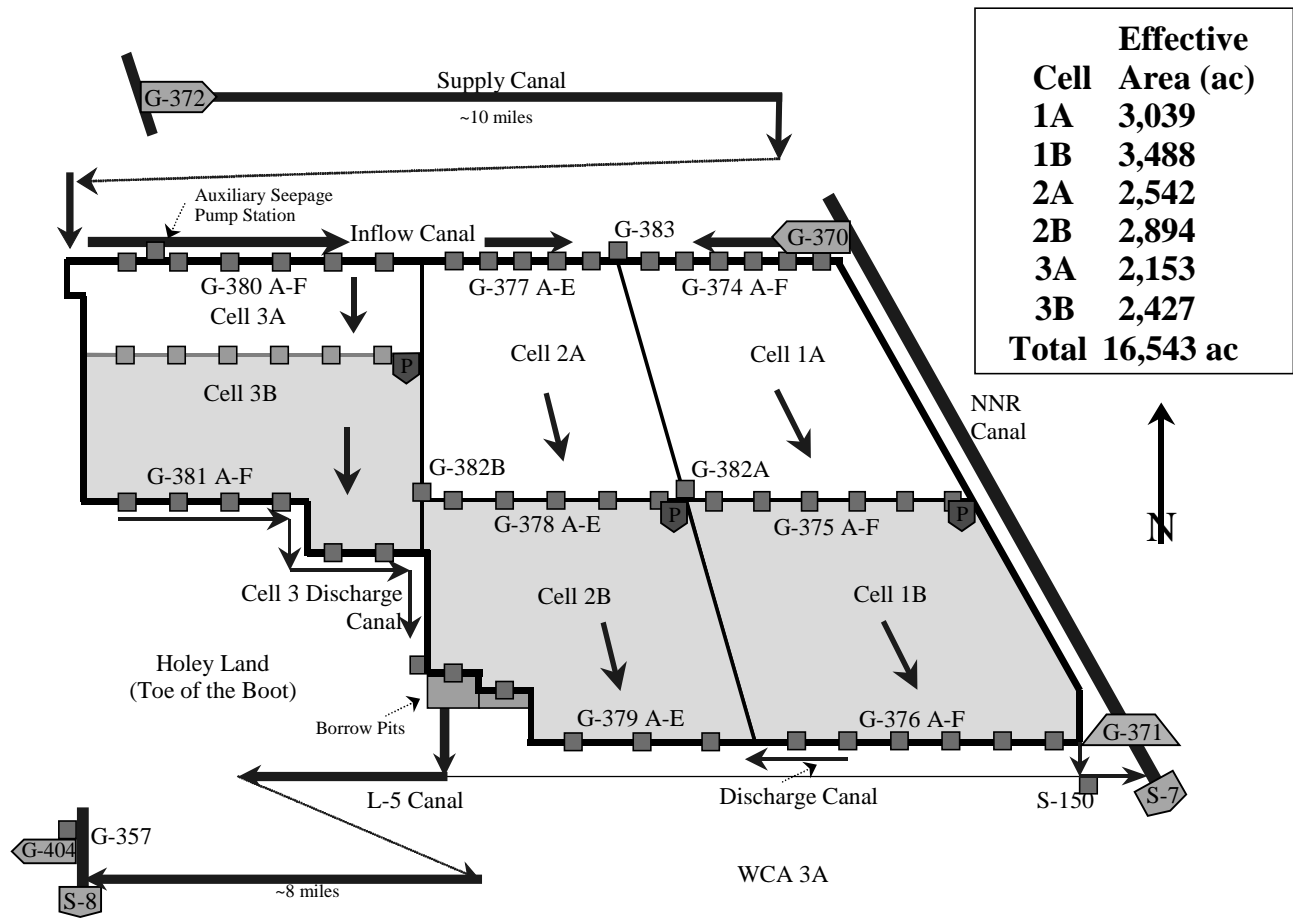 Effective
Cell Area (ac)
1A 3,039
1B 3,488
2A 2,542
2B 2,894
3A 2,153
3B 2,427
Total 16,543 ac
G-372
Supply Canal
~10 miles
Auxiliary Seepage
Pump Station
Inflow Canal
G-383
G-370
G-380 A-F
G-377 A-E
G-374 A-F
Cell 3A
Cell 2A
Cell 1A
P
Cell 3B
NNR
Canal
G-381 A-F
G-382B
G-382A
G-378 A-E
P
G-375 A-F
P
N
Cell 3 Discharge
Canal
Cell 2B
Cell 1B
Holey Land
(Toe of the Boot)
Borrow Pits
G-379 A-E
G-376 A-F
G-371
L-5 Canal
Discharge Canal
S-150
S-7
G-357
G-404
S-8
~8 miles
WCA 3A